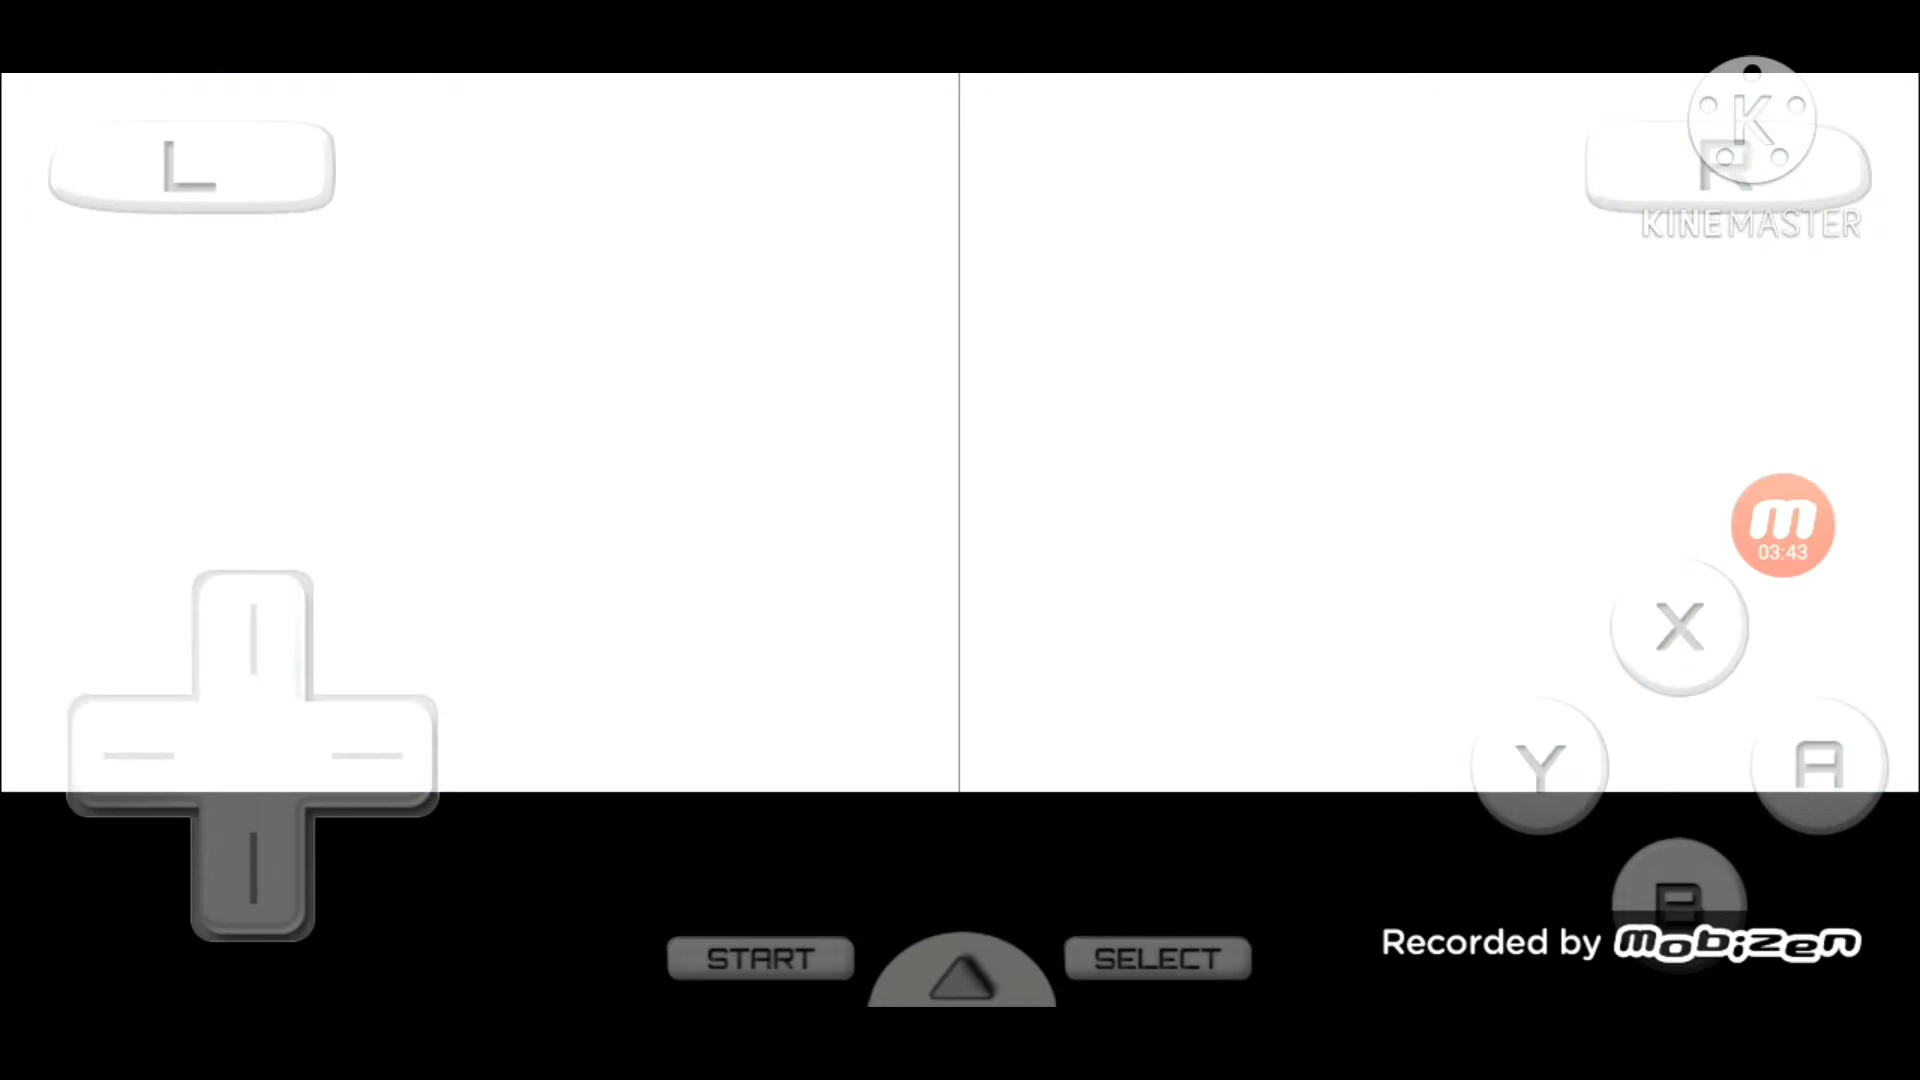 L
K
R
KINEMASTER
m
03:43
X
Y
A
B
START
SELECT
Recorded by mobizen